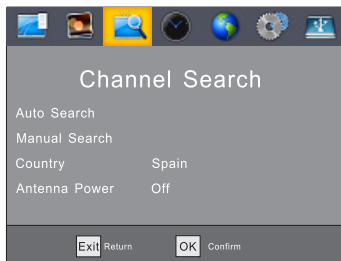 Channel Search
Auto Search
Manual Search
Country Spain
Antenna Power Off
Exit Return OK Confirm